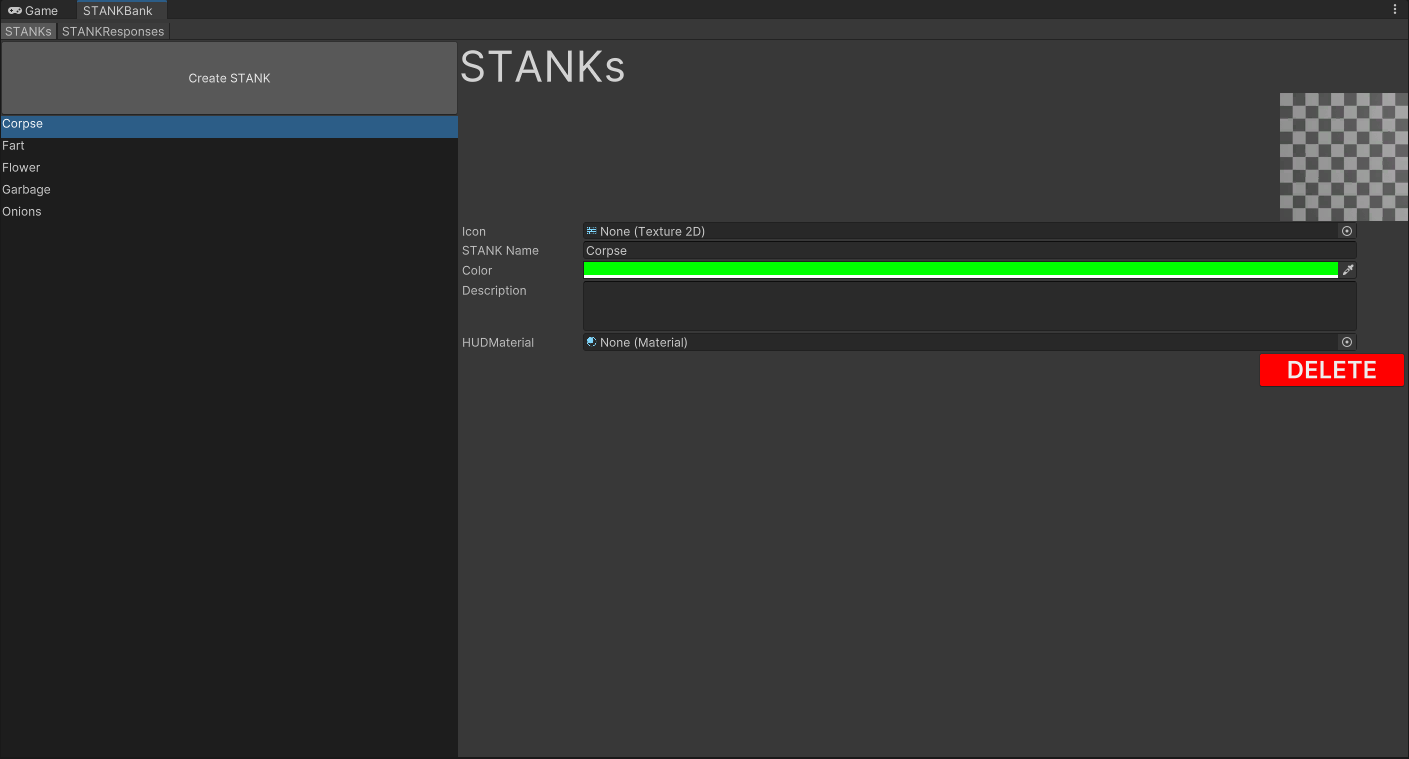 Game
STANKBank
STANKs
STANKResponses
Create STANK
Corpse
Fart
Flower
Garbage
Onions
STANKs
Icon
None (Texture 2D)
STANK Name
Corpse
Color
Description
HUDMaterial
None (Material)
DELETE